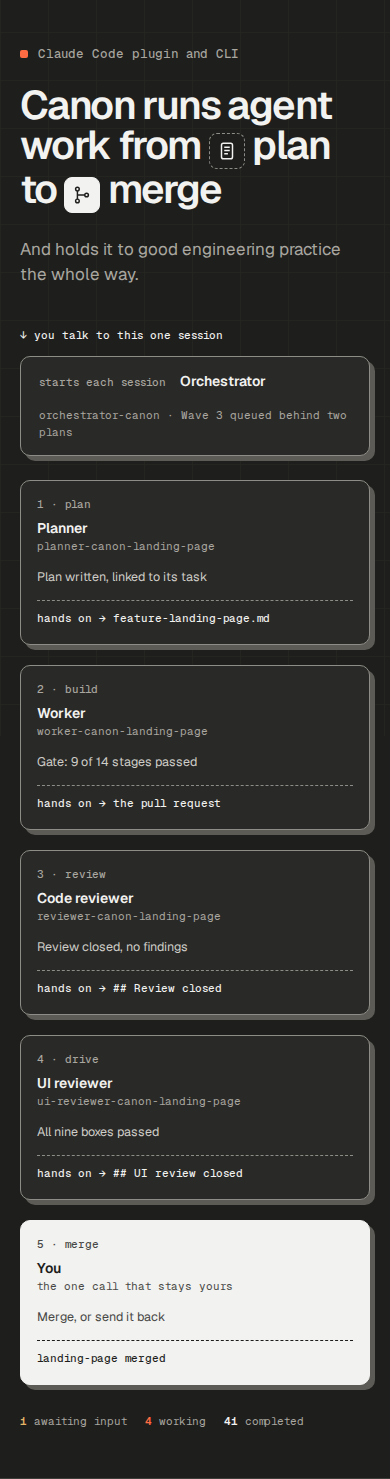 Claude Code plugin and CLI
Canon runs agent
work from plan
to merge
And holds it to good engineering practice
the whole way.
↓ you talk to this one session
starts each session Orchestrator
orchestrator-canon · Wave 3 queued behind two
plans
1 · plan
Planner
planner-canon-landing-page
Plan written, linked to its task
hands on → feature-landing-page.md
2 · build
Worker
worker-canon-landing-page
Gate: 9 of 14 stages passed
hands on → the pull request
3 · review
Code reviewer
reviewer-canon-landing-page
Review closed, no findings
hands on → ## Review closed
4 · drive
UI reviewer
ui-reviewer-canon-landing-page
All nine boxes passed
hands on → ## UI review closed
5 · merge
You
the one call that stays yours
Merge, or send it back
landing-page merged
1 awaiting input 4 working 41 completed